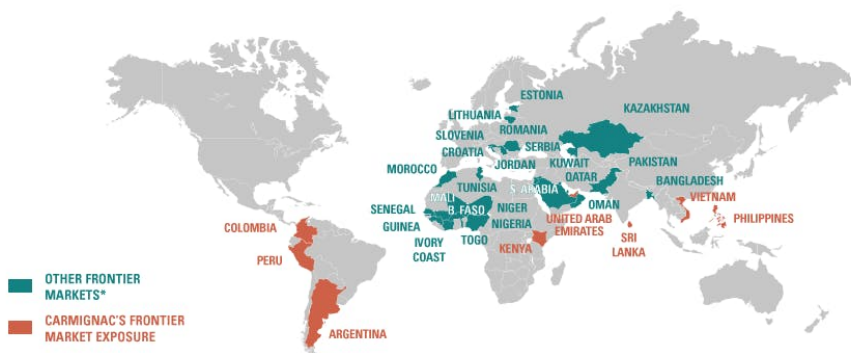 ESTONIA
LITHUANIA
KAZAKHSTAN
SLOVENIA
ROMANIA
CROATIA
SERBIA
MOROCCO
JORDAN
KUWAIT
PAKISTAN
TUNISIA
S. ARABIA
QATAR
BANGLADESH
MALI
SENEGAL
B. FASO
NIGER
OMAN
VIETNAM
COLOMBIA
GUINEA
NIGERIA
UNITED ARAB
EMIRATES
PHILIPPINES
IVORY
COAST
TOGO
KENYA
SRI
LANKA
PERU
OTHER FRONTIER
MARKETS*
CARMIGNAC'S FRONTIER
MARKET EXPOSURE
ARGENTINA